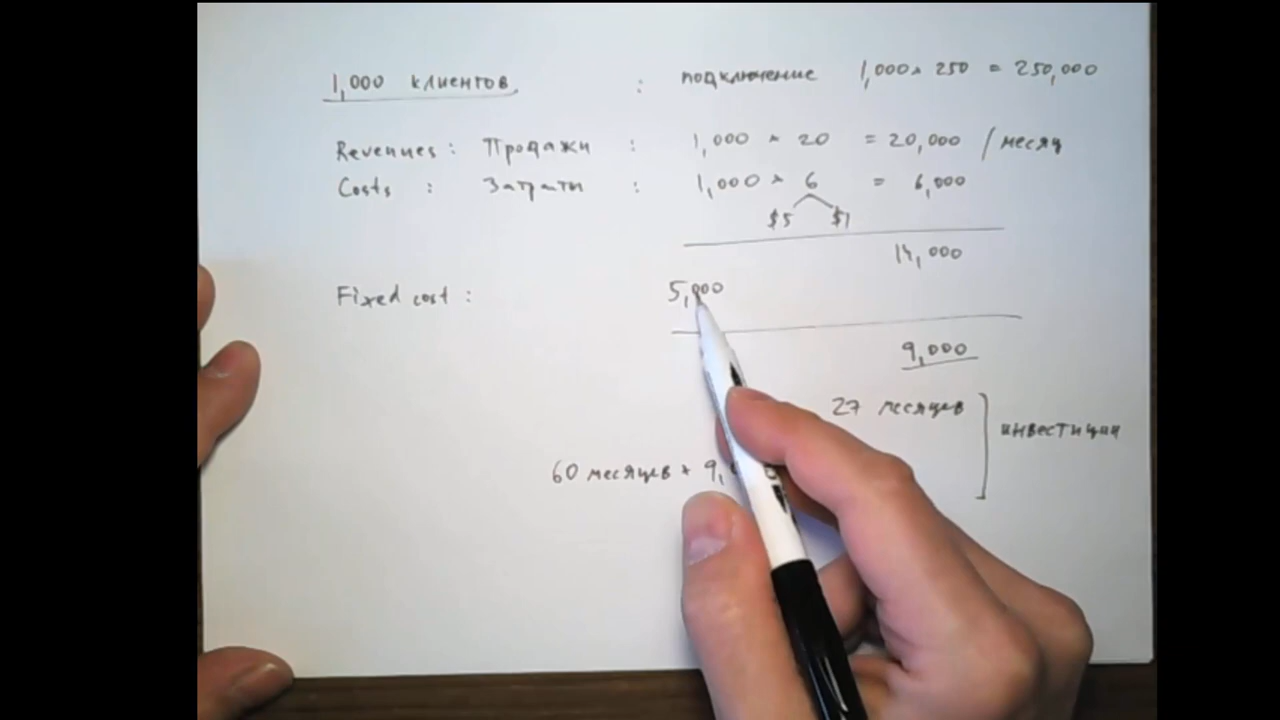 1,000 клиентов : подключение 1,000 × 250 = 250,000
Revenues : Продажи : 1,000 × 20 = 20,000 / месяц
Costs : Затраты : 1,000 × 6 = 6,000
$5 $1
14,000
Fixed cost : 5,000
9,000
27 месяцев
инвестиции
60 месяцев × 9,